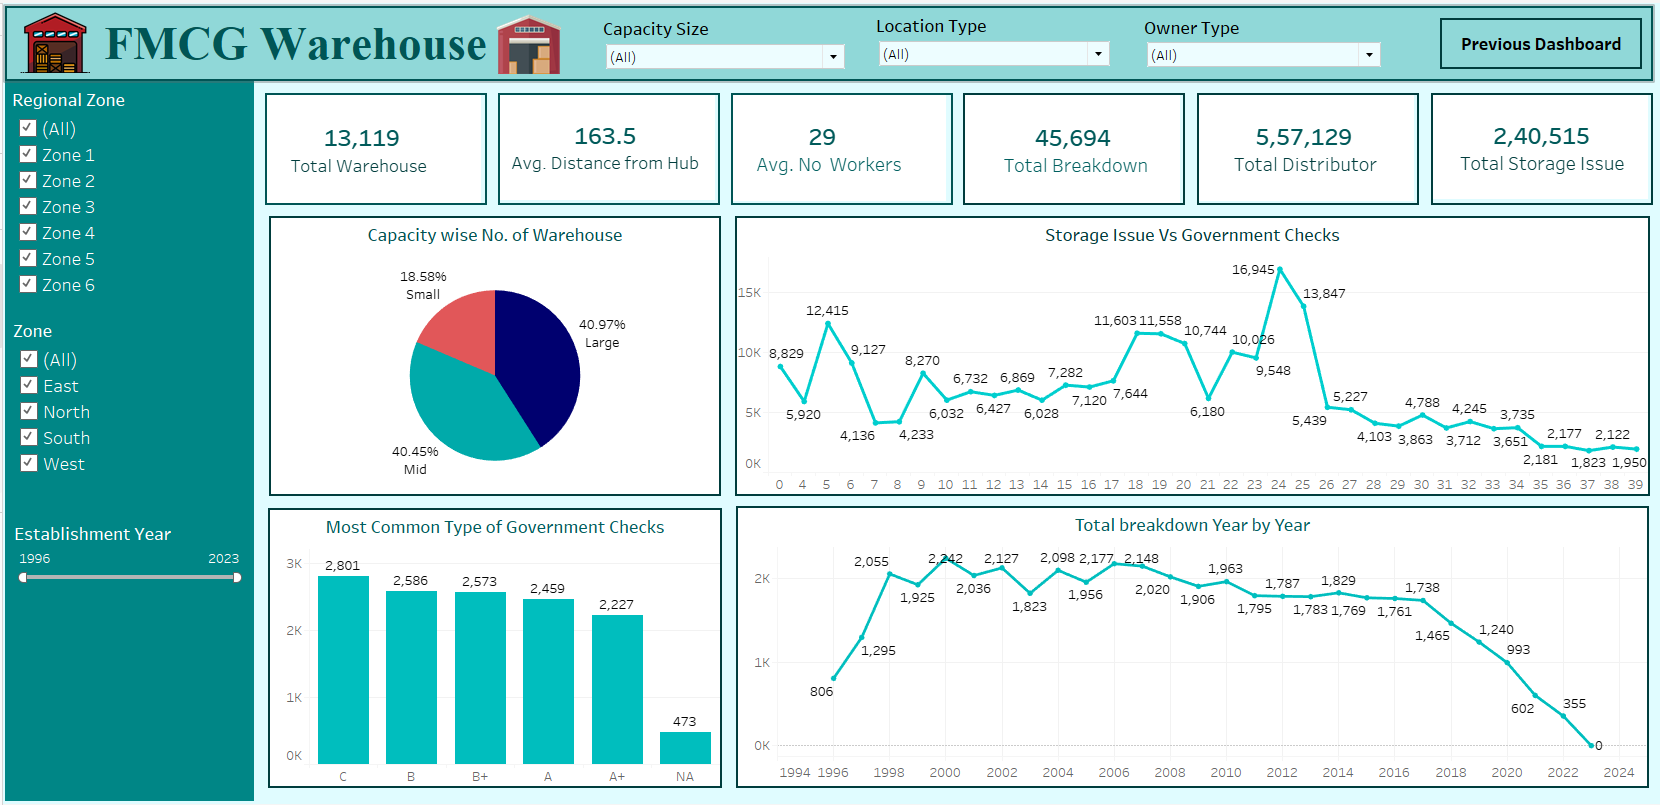 FMCG Warehouse
Capacity Size
(All)
Location Type
(All)
Owner Type
(All)
Previous Dashboard
Regional Zone
(All)
Zone 1
Zone 2
Zone 3
Zone 4
Zone 5
Zone 6
Zone
(All)
East
North
South
West
Establishment Year
1996 2023
13,119
Total Warehouse
163.5
Avg. Distance from Hub
29
Avg. No Workers
45,694
Total Breakdown
5,57,129
Total Distributor
2,40,515
Total Storage Issue
Capacity wise No. of Warehouse
18.58%
Small
40.97%
Large
40.45%
Mid
Storage Issue Vs Government Checks
15K
10K
5K
0K
8,829 5,920 12,415 9,127 4,136 4,233 8,270 6,032 6,732 6,427 6,869 6,028 7,282 7,120 7,644 11,603 11,558 10,744 6,180 10,026 9,548 16,945 13,847 5,439 5,227 4,103 3,863 4,788 3,712 4,245 3,651 3,735 2,181 2,177 1,823 2,122 1,950
0 4 5 6 7 8 9 10 11 12 13 14 15 16 17 18 19 20 21 22 23 24 25 26 27 28 29 30 31 32 33 34 35 36 37 38 39
Most Common Type of Government Checks
3K
2K
1K
0K
2,801 2,586 2,573 2,459 2,227 473
C B B+ A A+ NA
Total breakdown Year by Year
2K
1K
0K
806 1,295 2,055 1,925 2,242 2,036 2,127 1,823 2,098 1,956 2,177 2,148 2,020 1,906 1,963 1,795 1,787 1,783 1,829 1,769 1,761 1,738 1,465 1,240 993 602 355 0
1994 1996 1998 2000 2002 2004 2006 2008 2010 2012 2014 2016 2018 2020 2022 2024